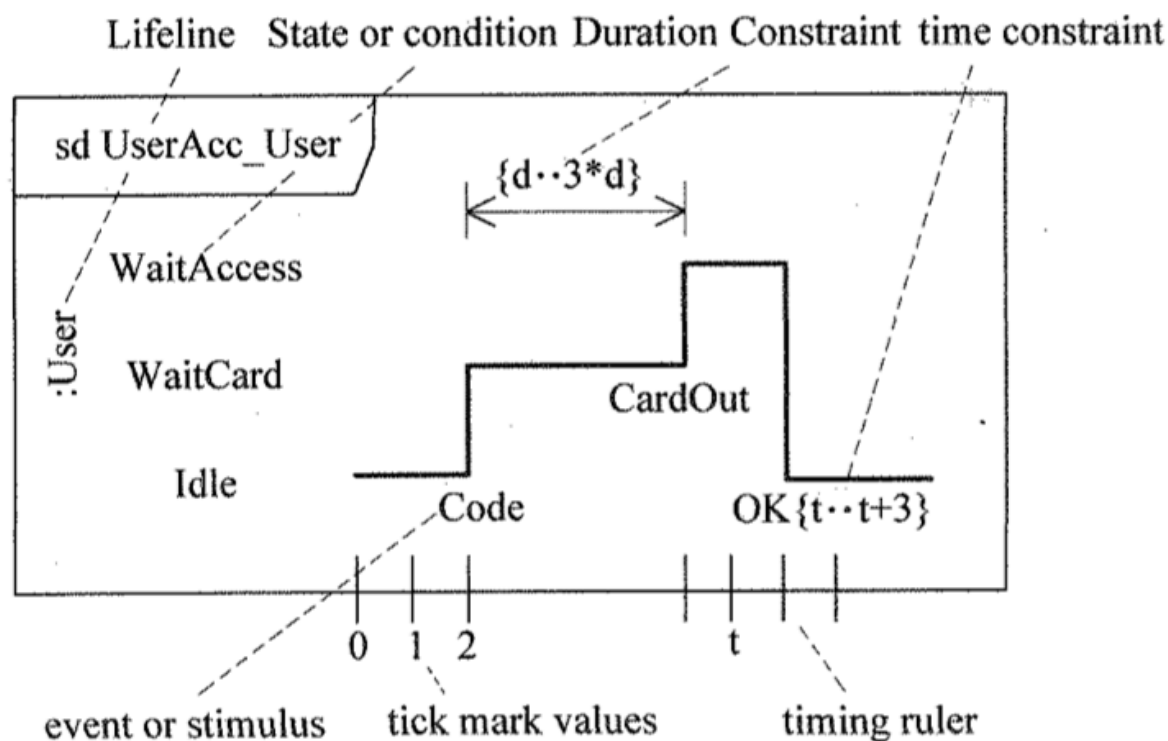 Lifeline State or condition Duration Constraint time constraint
sd UserAcc_User
{d··3*d}
WaitAccess
:User
WaitCard
CardOut
Idle
Code
OK{t··t+3}
0 1 2 t
event or stimulus tick mark values timing ruler